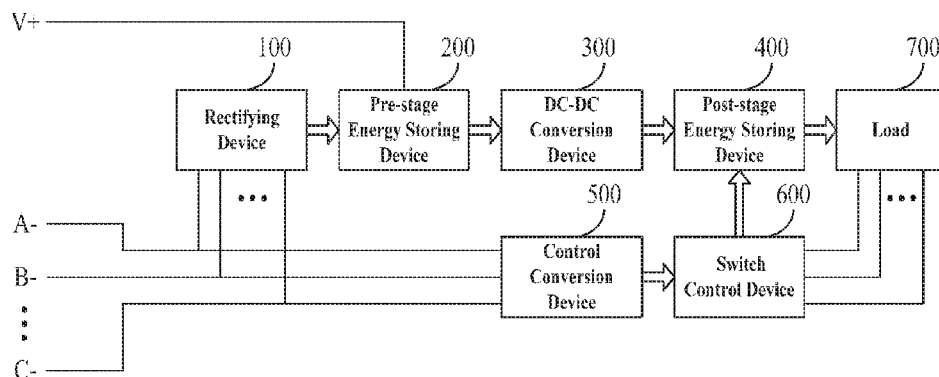 V+
100
200
300
400
700
Rectifying
Device
Pre-stage
Energy Storing
Device
DC-DC
Conversion
Device
Post-stage
Energy Storing
Device
Load
A-
B-
C-
500
600
Control
Conversion
Device
Switch
Control Device